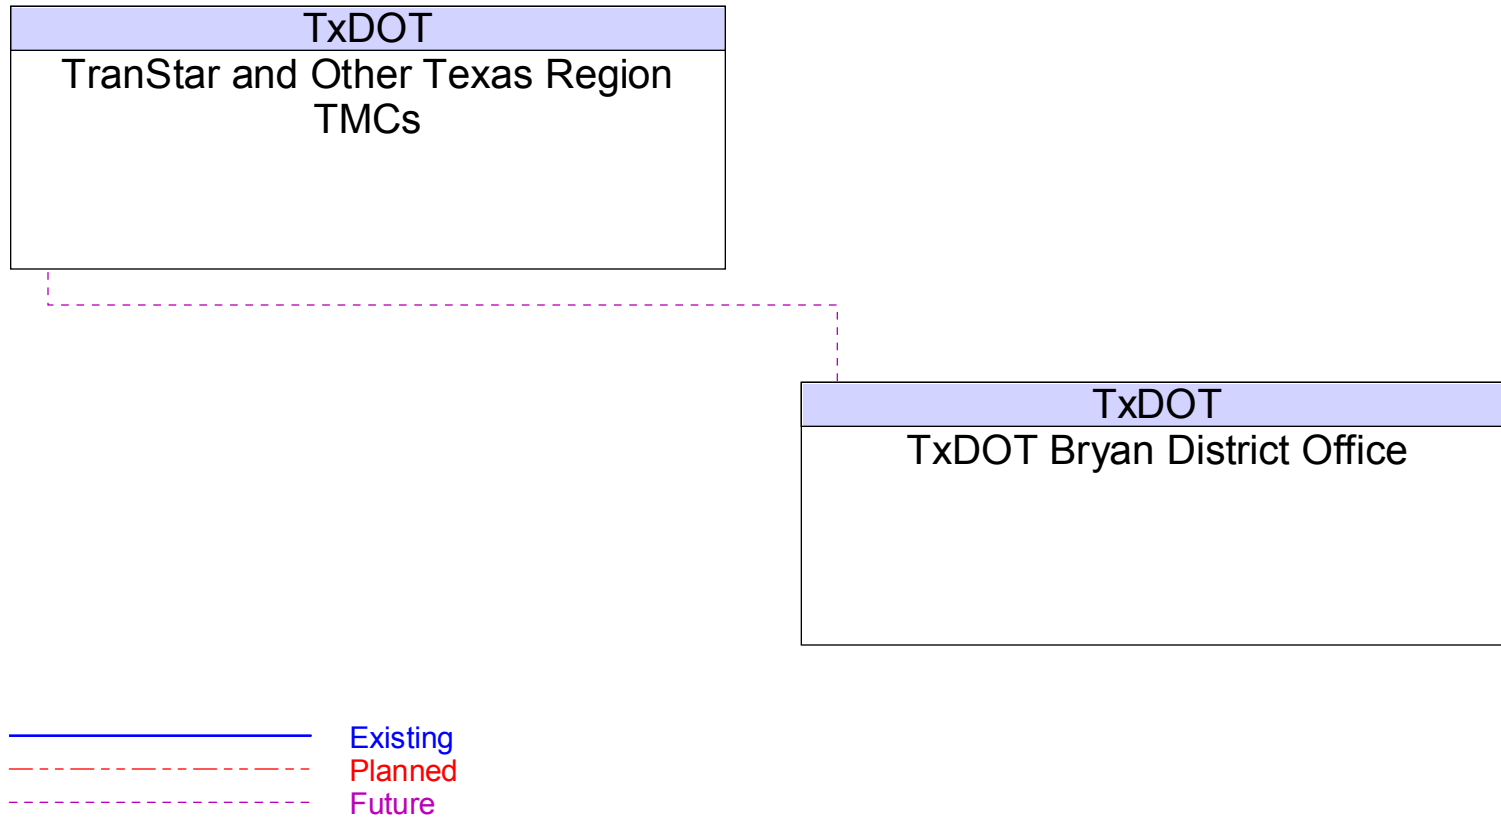 TxDOT
TranStar and Other Texas Region
TMCs
TxDOT
TxDOT Bryan District Office
Existing
Planned
Future